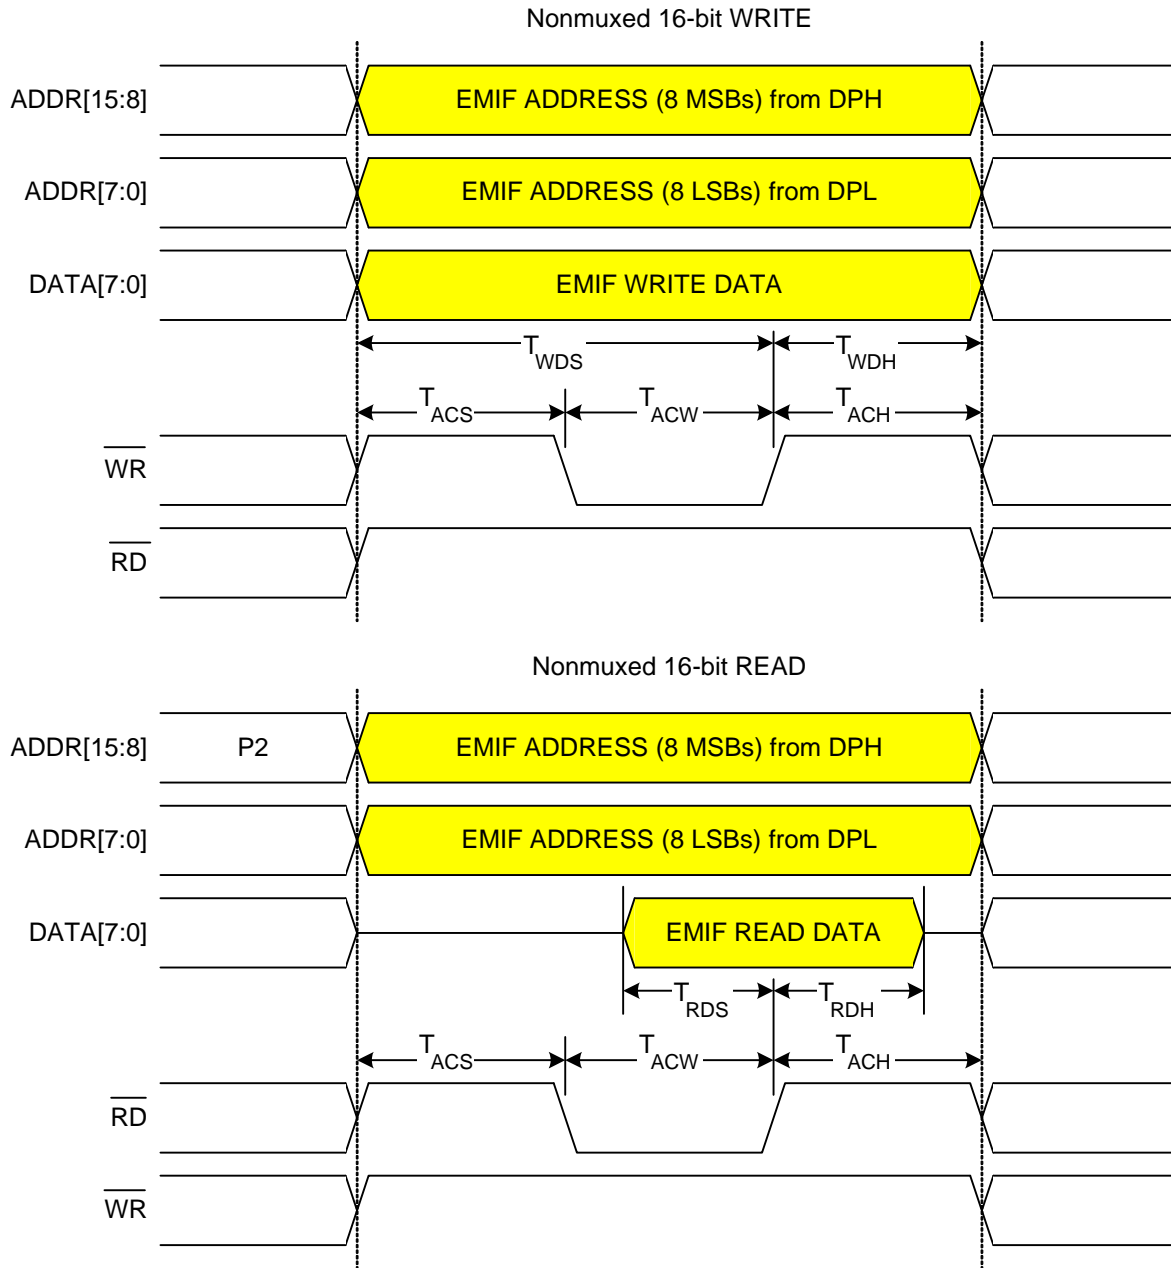 Nonmuxed 16-bit WRITE
ADDR[15:8] EMIF ADDRESS (8 MSBs) from DPH
ADDR[7:0] EMIF ADDRESS (8 LSBs) from DPL
DATA[7:0] EMIF WRITE DATA
TWDS TWDH
TACS TACW TACH
WR
RD
Nonmuxed 16-bit READ
ADDR[15:8] P2 EMIF ADDRESS (8 MSBs) from DPH
ADDR[7:0] EMIF ADDRESS (8 LSBs) from DPL
DATA[7:0] EMIF READ DATA
TRDS TRDH
TACS TACW TACH
RD
WR